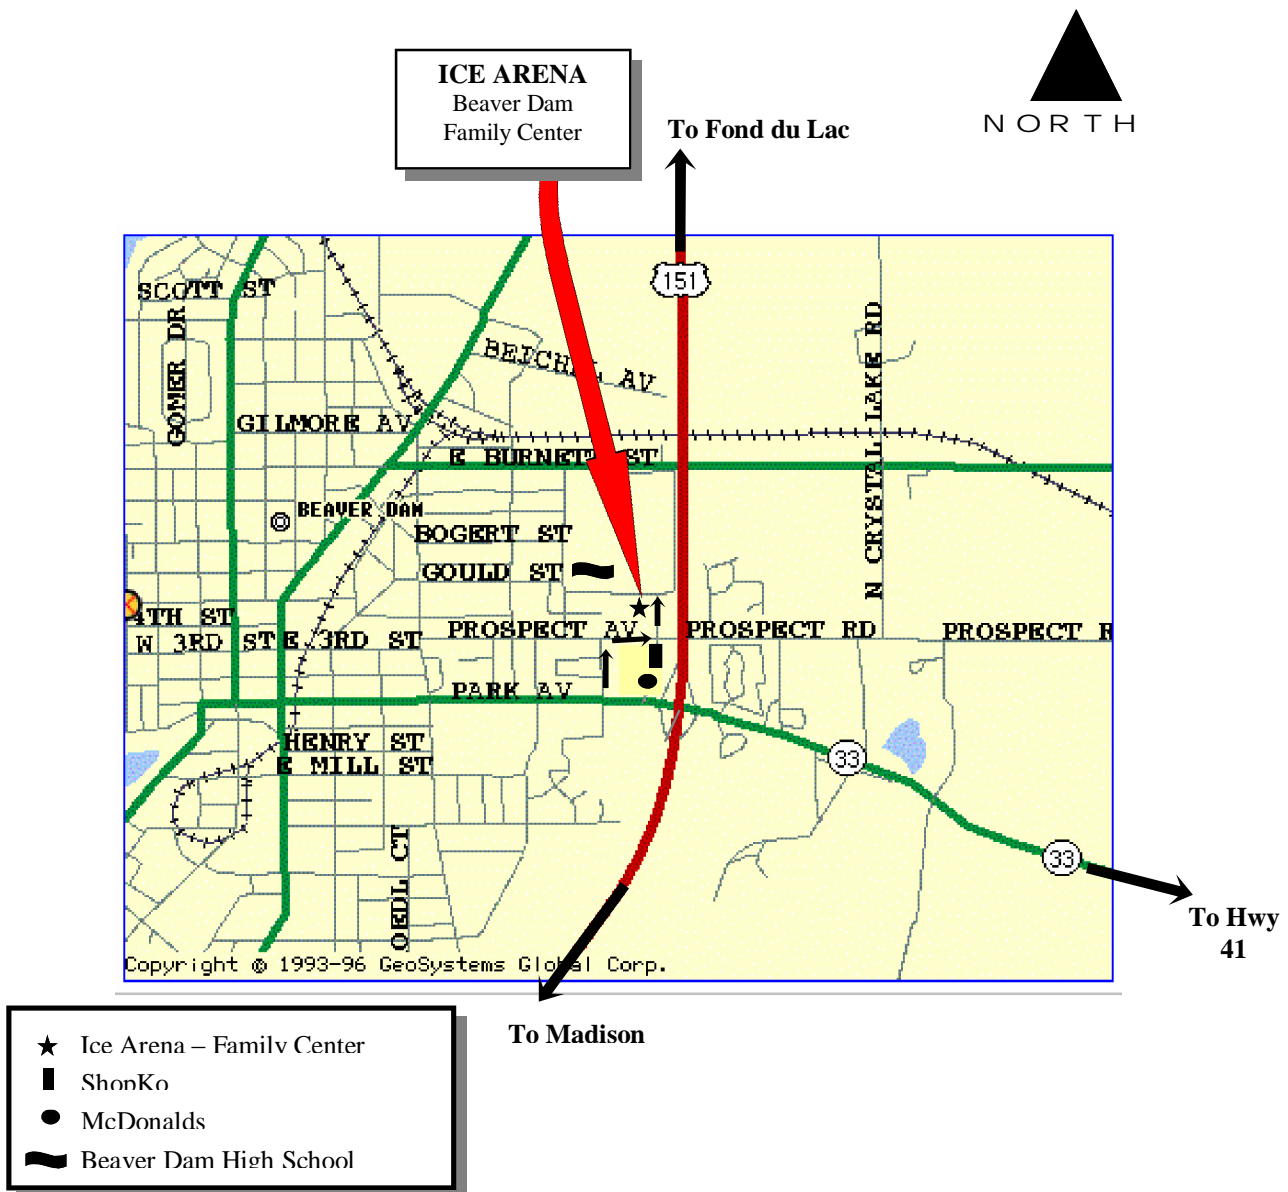 ICE ARENA
Beaver Dam
Family Center
To Fond du Lac
NORTH
151
SCOTT ST
GOMER DR
BEICHL AV
N CRYSTAL LAKE RD
GILMORE AV
E BURNETT ST
BEAVER DAM
BOGERT ST
GOULD ST
4TH ST
W 3RD ST
E 3RD ST
PROSPECT AV
PROSPECT RD
PROSPECT R
PARK AV
HENRY ST
E MILL ST
33
33
OEDL CT
To Hwy
41
Copyright © 1993-96 GeoSystems Global Corp.
To Madison
Ice Arena – Family Center
ShopKo
McDonalds
Beaver Dam High School